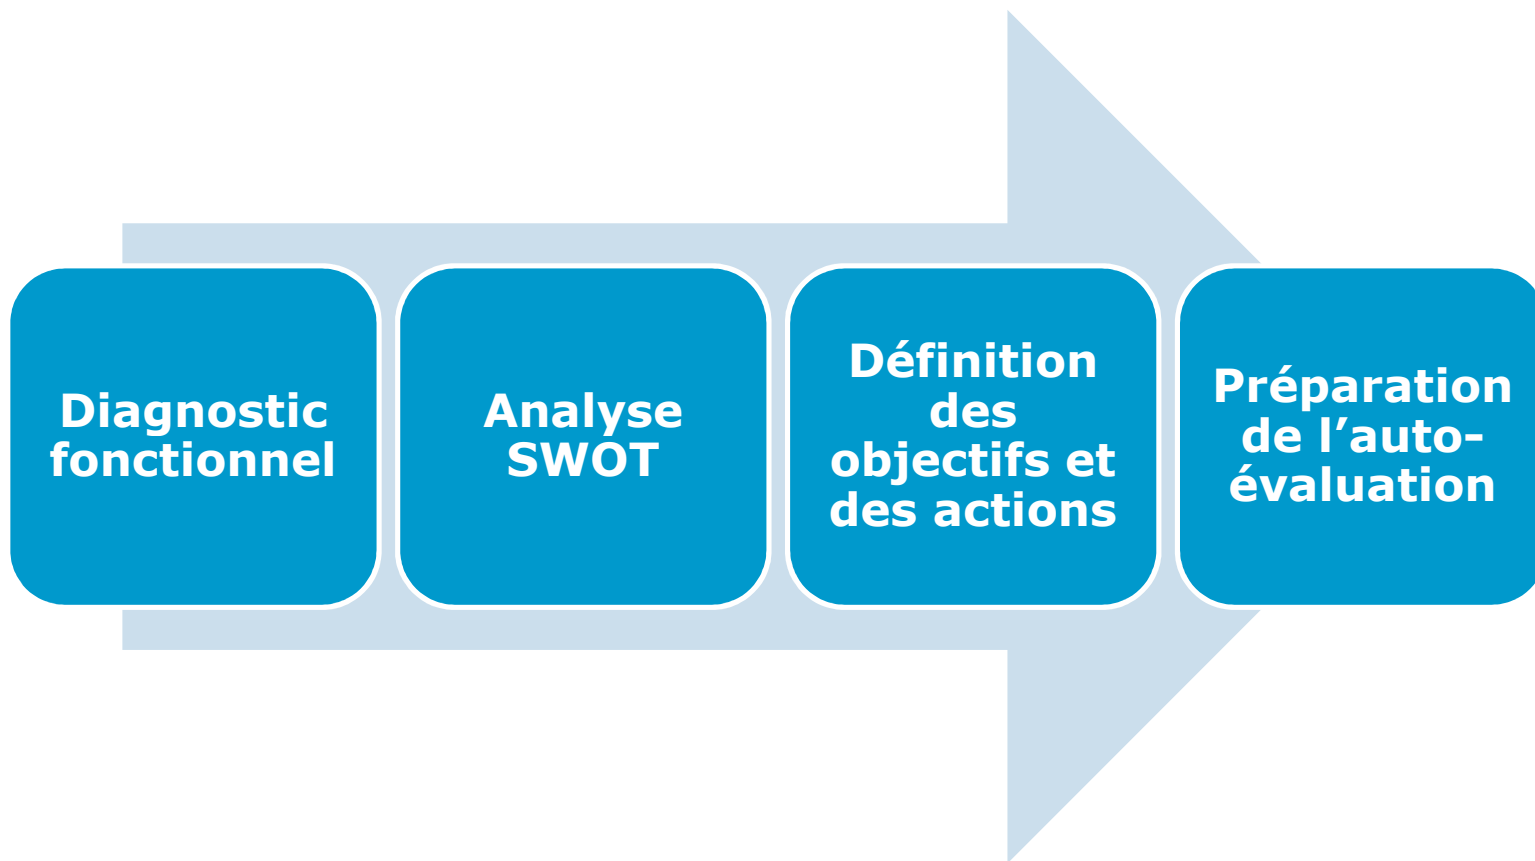 Diagnostic
fonctionnel
Analyse
SWOT
Définition
des
objectifs et
des actions
Préparation
de l’auto-
évaluation